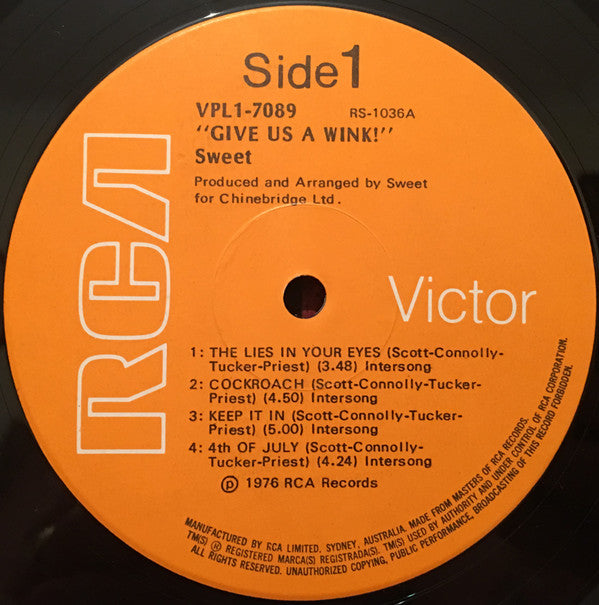 Side 1
VPL1-7089 RS-1036A
"GIVE US A WINK!"
Sweet
Produced and Arranged by Sweet
for Chinebridge Ltd.
RCA
Victor
1: THE LIES IN YOUR EYES (Scott-Connolly-
Tucker-Priest) (3.48) Intersong
2: COCKROACH (Scott-Connolly-Tucker-
Priest) (4.50) Intersong
3: KEEP IT IN (Scott-Connolly-Tucker-
Priest) (5.00) Intersong
4: 4th OF JULY (Scott-Connolly-
Tucker-Priest) (4.24) Intersong
℗ 1976 RCA Records
MANUFACTURED BY RCA LIMITED, SYDNEY, AUSTRALIA, MADE FROM MASTERS OF RCA RECORDS.
TM(S) ® REGISTERED MARCA(S) REGISTRADA(S). TM(S) USED BY AUTHORITY AND UNDER CONTROL OF RCA CORPORATION.
ALL RIGHTS RESERVED. UNAUTHORIZED COPYING, PUBLIC PERFORMANCE, BROADCASTING OF THIS RECORD FORBIDDEN.